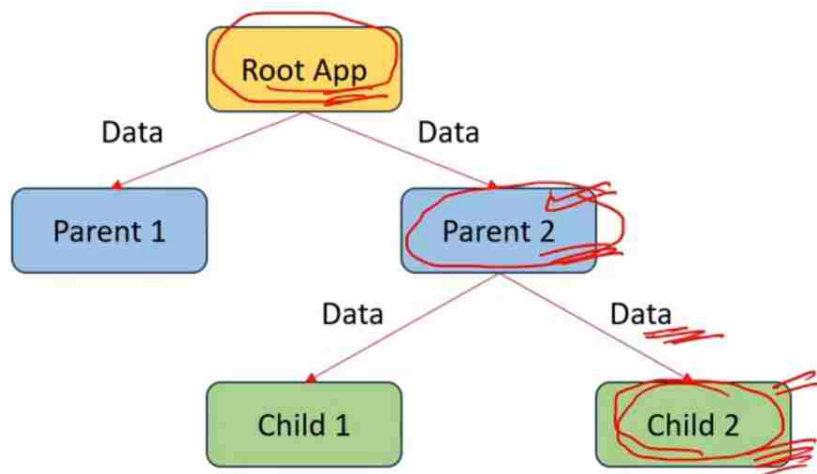 Root App
Data
Data
Parent 1
Parent 2
Data
Data
Child 1
Child 2